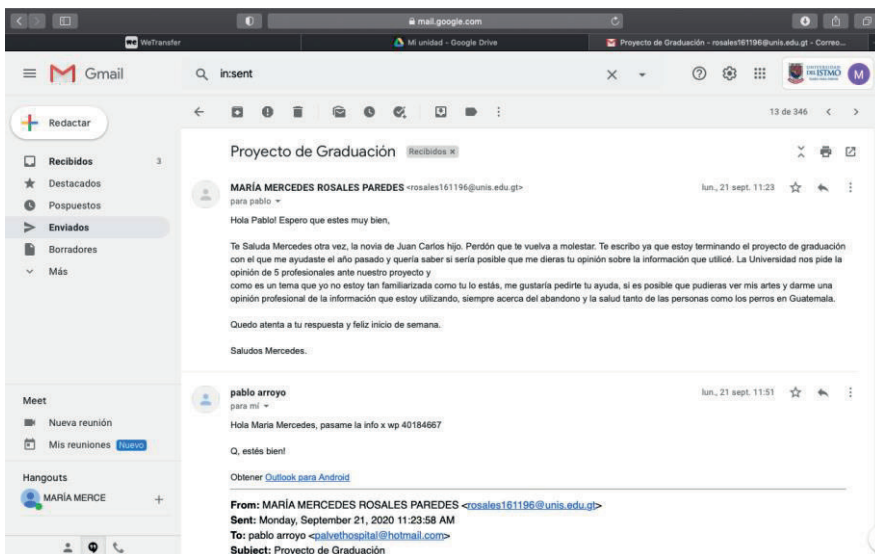 mail.google.com
WeTransfer
Mi unidad - Google Drive
Proyecto de Graduación - rosales161196@unis.edu.gt - Correo...
Gmail
in:sent
UNIVERSIDAD
DEL ISTMO
M
Redactar
13 de 346
Recibidos 3
Destacados
Pospuestos
Enviados
Borradores
Más
Proyecto de Graduación Recibidos x
MARÍA MERCEDES ROSALES PAREDES <rosales161196@unis.edu.gt> lun., 21 sept. 11:23
para pablo
Hola Pablo! Espero que estes muy bien,
Te Saluda Mercedes otra vez, la novia de Juan Carlos hijo. Perdón que te vuelva a molestar. Te escribo ya que estoy terminando el proyecto de graduación
con el que me ayudaste el año pasado y quería saber si sería posible que me dieras tu opinión sobre la información que utilicé. La Universidad nos pide la
opinión de 5 profesionales ante nuestro proyecto y
como es un tema que yo no estoy tan familiarizada como tu lo estás, me gustaría pedirte tu ayuda, si es posible que pudieras ver mis artes y darme una
opinión profesional de la información que estoy utilizando, siempre acerca del abandono y la salud tanto de las personas como los perros en Guatemala.
Quedo atenta a tu respuesta y feliz inicio de semana.
Saludos Mercedes.
Meet
Nueva reunión
Mis reuniones Nuevo
Hangouts
MARÍA MERCE
pablo arroyo lun., 21 sept. 11:51
para mí
Hola Maria Mercedes, pasame la info x wp 40184667
Q, estés bien!
Obtener Outlook para Android
From: MARÍA MERCEDES ROSALES PAREDES <rosales161196@unis.edu.gt>
Sent: Monday, September 21, 2020 11:23:58 AM
To: pablo arroyo <palvethospital@hotmail.com>
Subject: Proyecto de Graduación